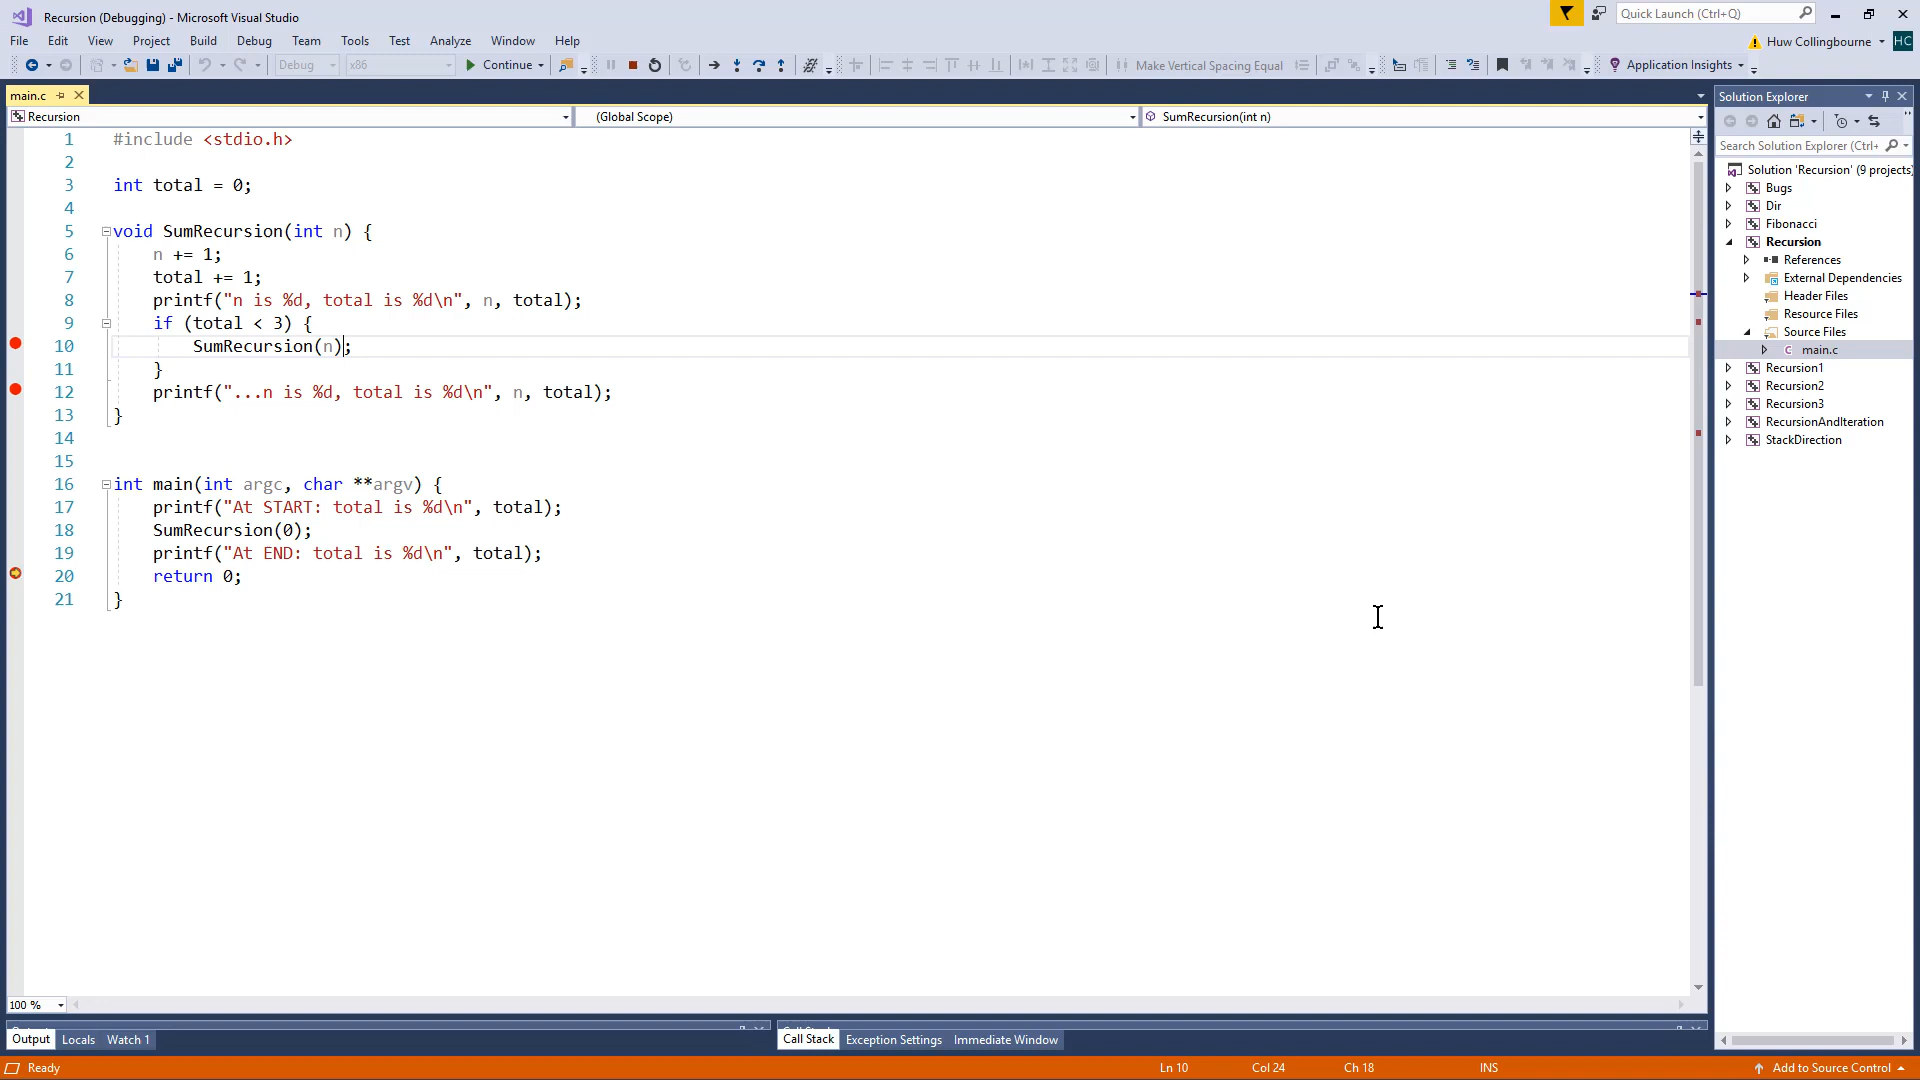 Recursion (Debugging) - Microsoft Visual Studio
Quick Launch (Ctrl+Q)
File Edit View Project Build Debug Team Tools Test Analyze Window Help
Huw Collingbourne HC
Debug x86 Continue Make Vertical Spacing Equal Application Insights
main.c
Recursion (Global Scope) SumRecursion(int n)
1 #include <stdio.h>
2
3 int total = 0;
4
5 void SumRecursion(int n) {
6 n += 1;
7 total += 1;
8 printf("n is %d, total is %d\n", n, total);
9 if (total < 3) {
10 SumRecursion(n);
11 }
12 printf("...n is %d, total is %d\n", n, total);
13 }
14
15
16 int main(int argc, char **argv) {
17 printf("At START: total is %d\n", total);
18 SumRecursion(0);
19 printf("At END: total is %d\n", total);
20 return 0;
21 }
Solution Explorer
Search Solution Explorer (Ctrl+
Solution 'Recursion' (9 projects)
Bugs
Dir
Fibonacci
Recursion
References
External Dependencies
Header Files
Resource Files
Source Files
main.c
Recursion1
Recursion2
Recursion3
RecursionAndIteration
StackDirection
100 %
Output Locals Watch 1
Call Stack Exception Settings Immediate Window
Ready Ln 10 Col 24 Ch 18 INS Add to Source Control